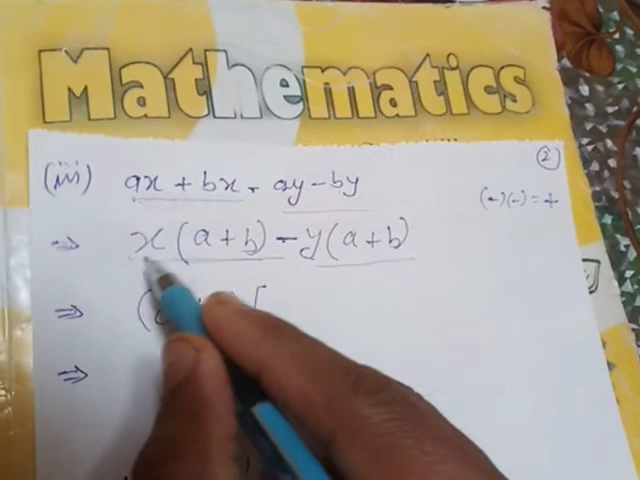 Mathematics
②
(iii) ax + bx - ay - by
(-)(-) = +
⇒ x (a + b) - y (a + b)
⇒ (
⇒